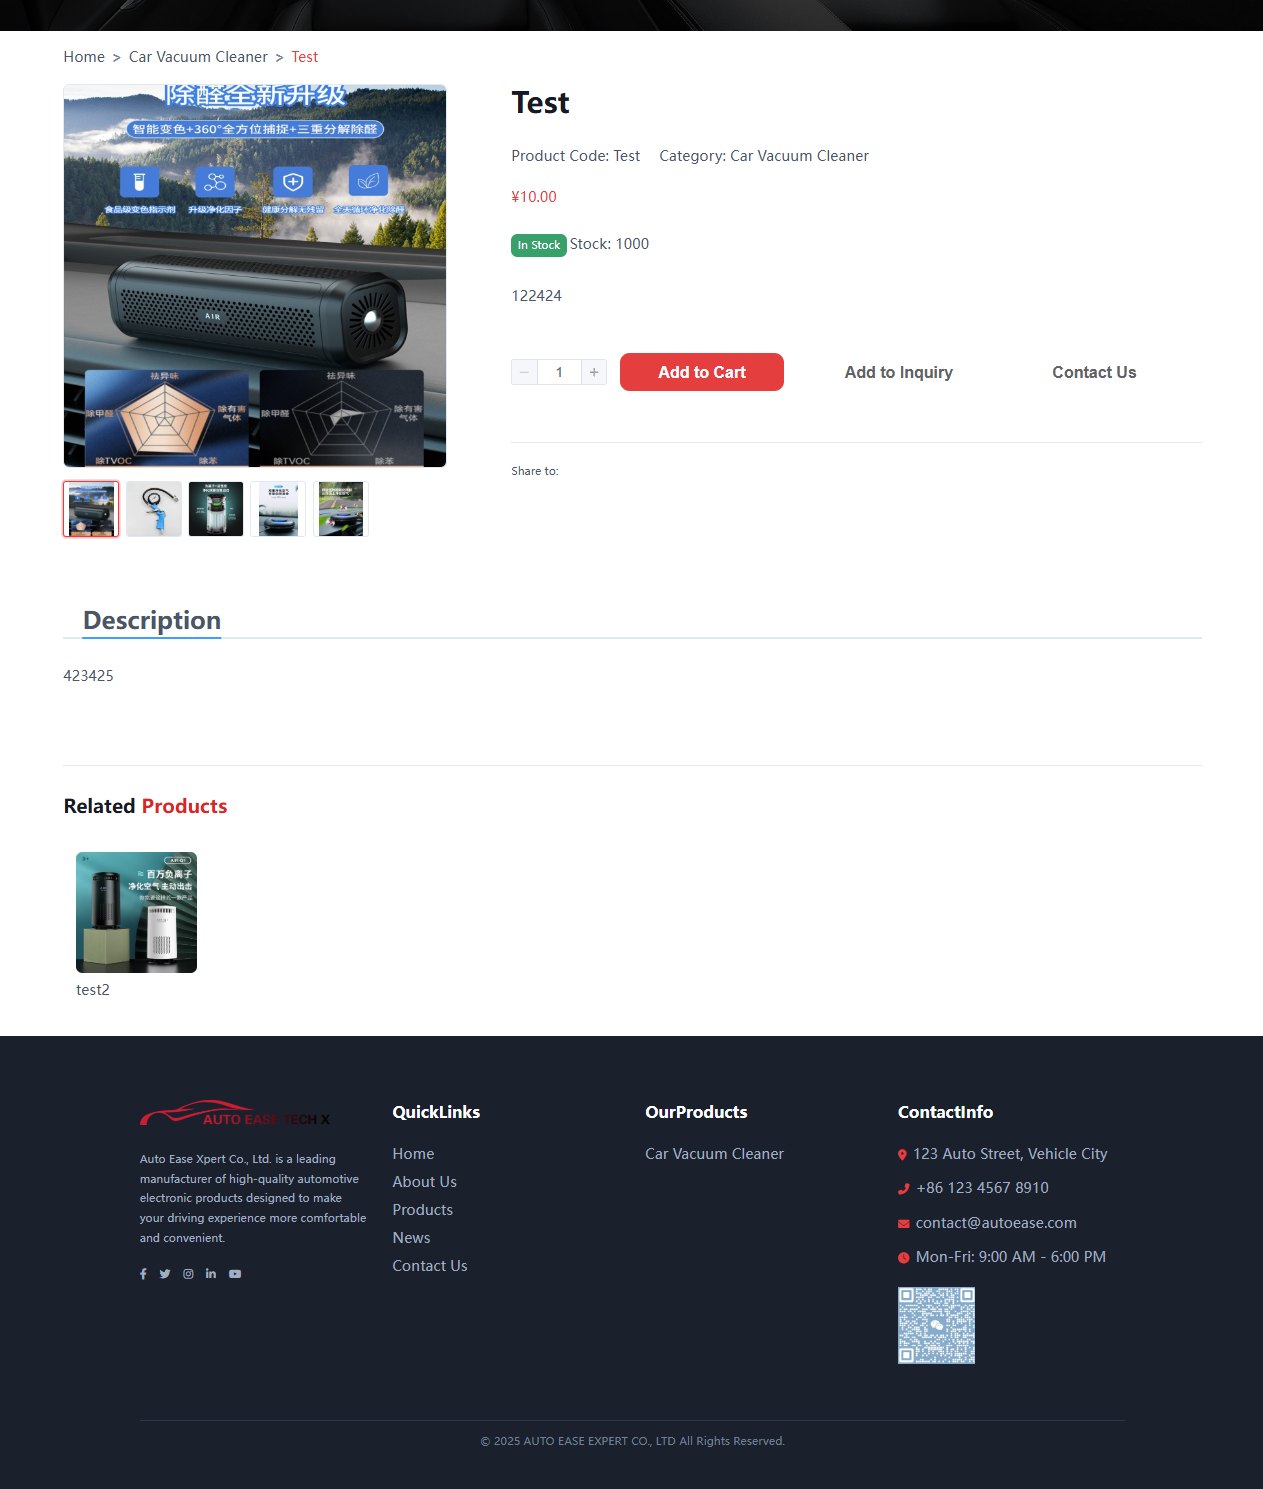 Home > Car Vacuum Cleaner > Test
除醛全新升级
智能变色+360°全方位捕捉+三重分解除醛
食品级变色指示剂 升级净化因子 健康分解无残留
AIR
祛异味 祛异味
除甲醛 除有害气体 除甲醛 除有害气体
除TVOC 除苯 除TVOC 除苯
Test
Product Code: Test Category: Car Vacuum Cleaner
¥10.00
In Stock Stock: 1000
122424
− 1 + Add to Cart Add to Inquiry Contact Us
Share to:
Description
423425
Related Products
百万负离子
净化空气 主动出击
test2
AUTO EASE TECH X
Auto Ease Xpert Co., Ltd. is a leading
manufacturer of high-quality automotive
electronic products designed to make
your driving experience more comfortable
and convenient.
QuickLinks
Home
About Us
Products
News
Contact Us
OurProducts
Car Vacuum Cleaner
ContactInfo
123 Auto Street, Vehicle City
+86 123 4567 8910
contact@autoease.com
Mon-Fri: 9:00 AM - 6:00 PM
© 2025 AUTO EASE EXPERT CO., LTD All Rights Reserved.